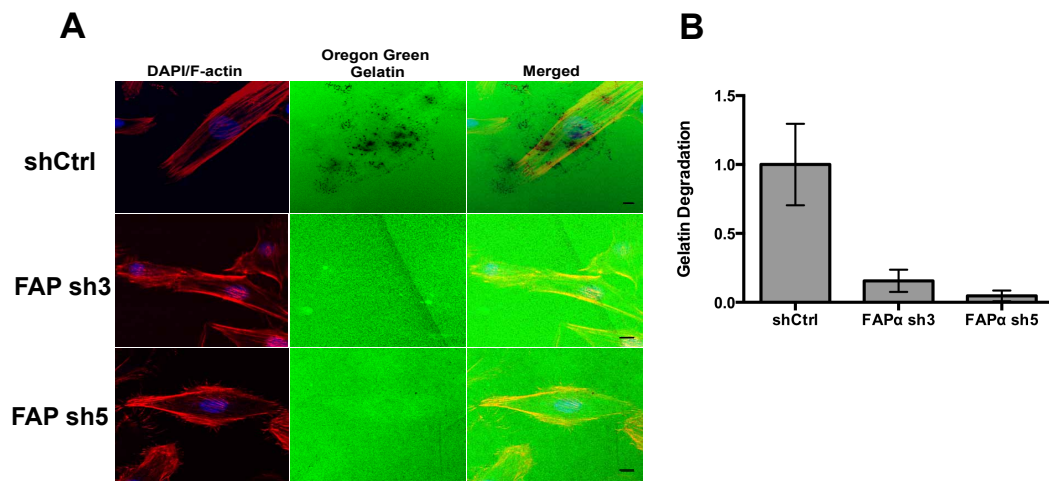 A
DAPI/F-actin
Oregon Green
Gelatin
Merged
shCtrl
FAP sh3
FAP sh5
B
Gelatin Degradation
1.5
1.0
0.5
0.0
shCtrl
FAPα sh3
FAPα sh5